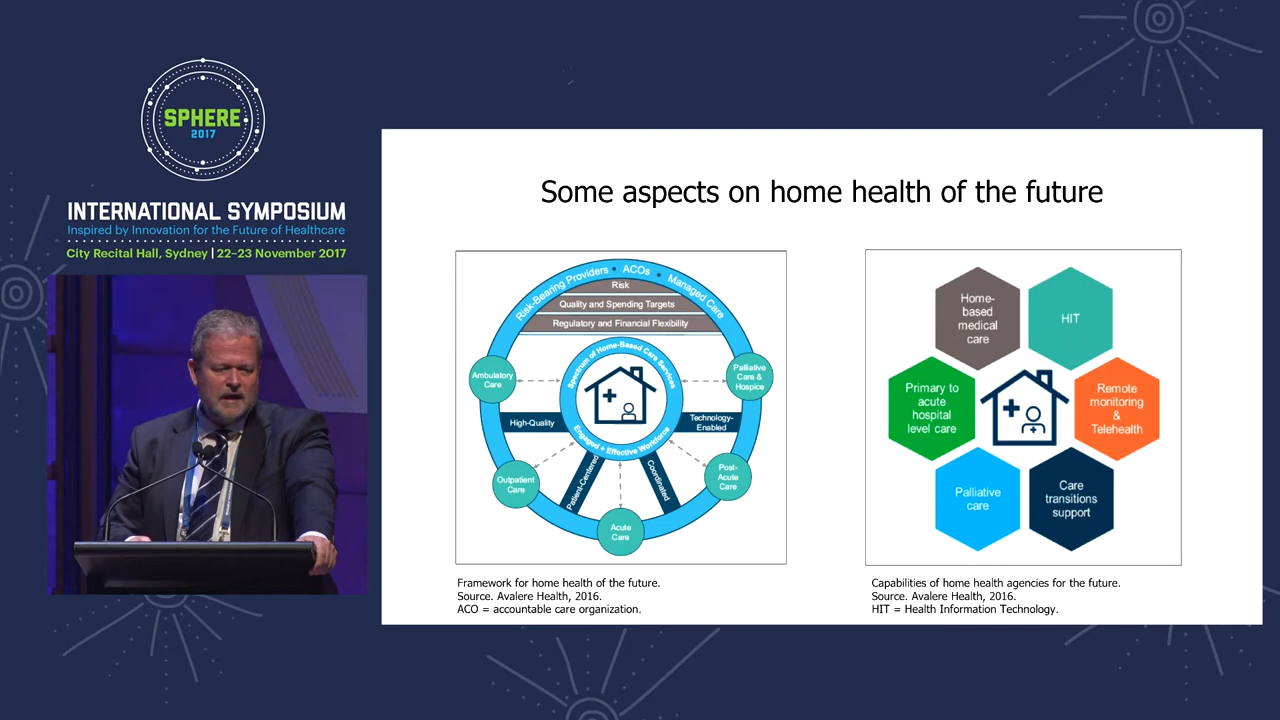 SPHERE
2017
INTERNATIONAL SYMPOSIUM
Inspired by Innovation for the Future of Healthcare
City Recital Hall, Sydney | 22–23 November 2017
Some aspects on home health of the future
Risk-Bearing Providers • ACOs • Managed Care
Risk
Quality and Spending Targets
Regulatory and Financial Flexibility
Spectrum of Home-Based Care Services
Ambulatory
Care
Palliative
Care &
Hospice
High-Quality
Technology-
Enabled
Engaged + Effective Workforce
Patient-Centered
Coordinated
Outpatient
Care
Post-
Acute
Care
Acute
Care
Framework for home health of the future.
Source. Avalere Health, 2016.
ACO = accountable care organization.
Home-
based
medical
care
HIT
Primary to
acute
hospital
level care
Remote
monitoring
&
Telehealth
Palliative
care
Care
transitions
support
Capabilities of home health agencies for the future.
Source. Avalere Health, 2016.
HIT = Health Information Technology.